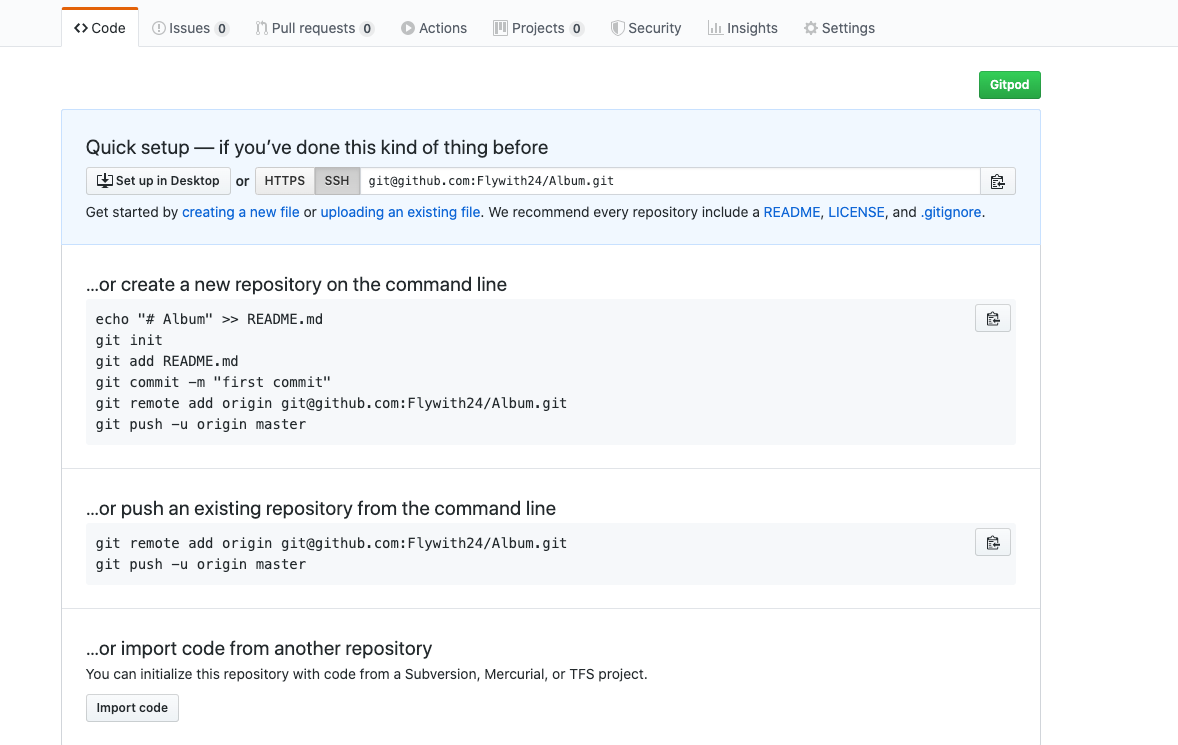 Code Issues 0 Pull requests 0 Actions Projects 0 Security Insights Settings
Gitpod
Quick setup — if you’ve done this kind of thing before
Set up in Desktop or HTTPS SSH git@github.com:Flywith24/Album.git
Get started by creating a new file or uploading an existing file. We recommend every repository include a README, LICENSE, and .gitignore.
…or create a new repository on the command line
echo "# Album" >> README.md
git init
git add README.md
git commit -m "first commit"
git remote add origin git@github.com:Flywith24/Album.git
git push -u origin master
…or push an existing repository from the command line
git remote add origin git@github.com:Flywith24/Album.git
git push -u origin master
…or import code from another repository
You can initialize this repository with code from a Subversion, Mercurial, or TFS project.
Import code